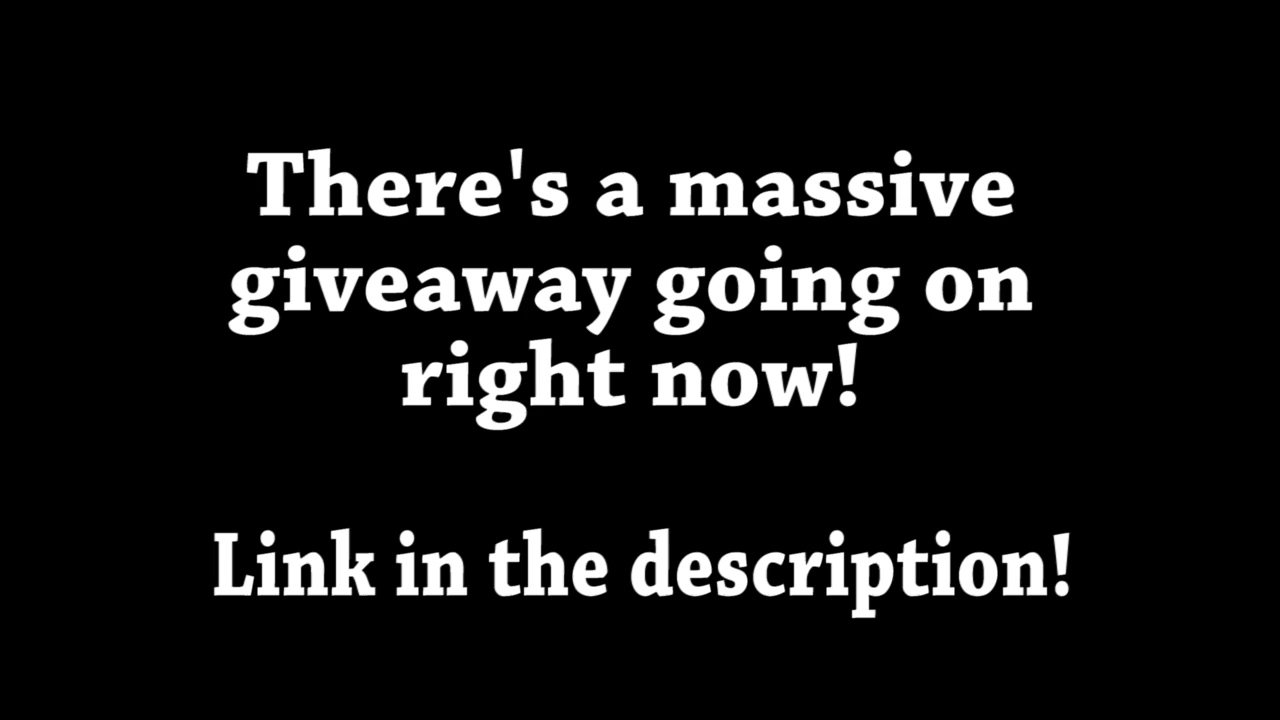 There's a massive
giveaway going on
right now!
Link in the description!